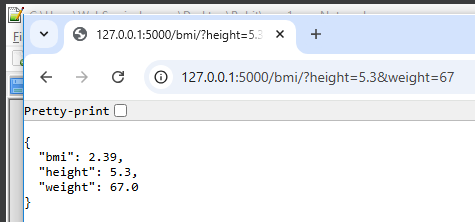 127.0.0.1:5000/bmi/?height=5.3
127.0.0.1:5000/bmi/?height=5.3&weight=67
Pretty-print
{
"bmi": 2.39,
"height": 5.3,
"weight": 67.0
}